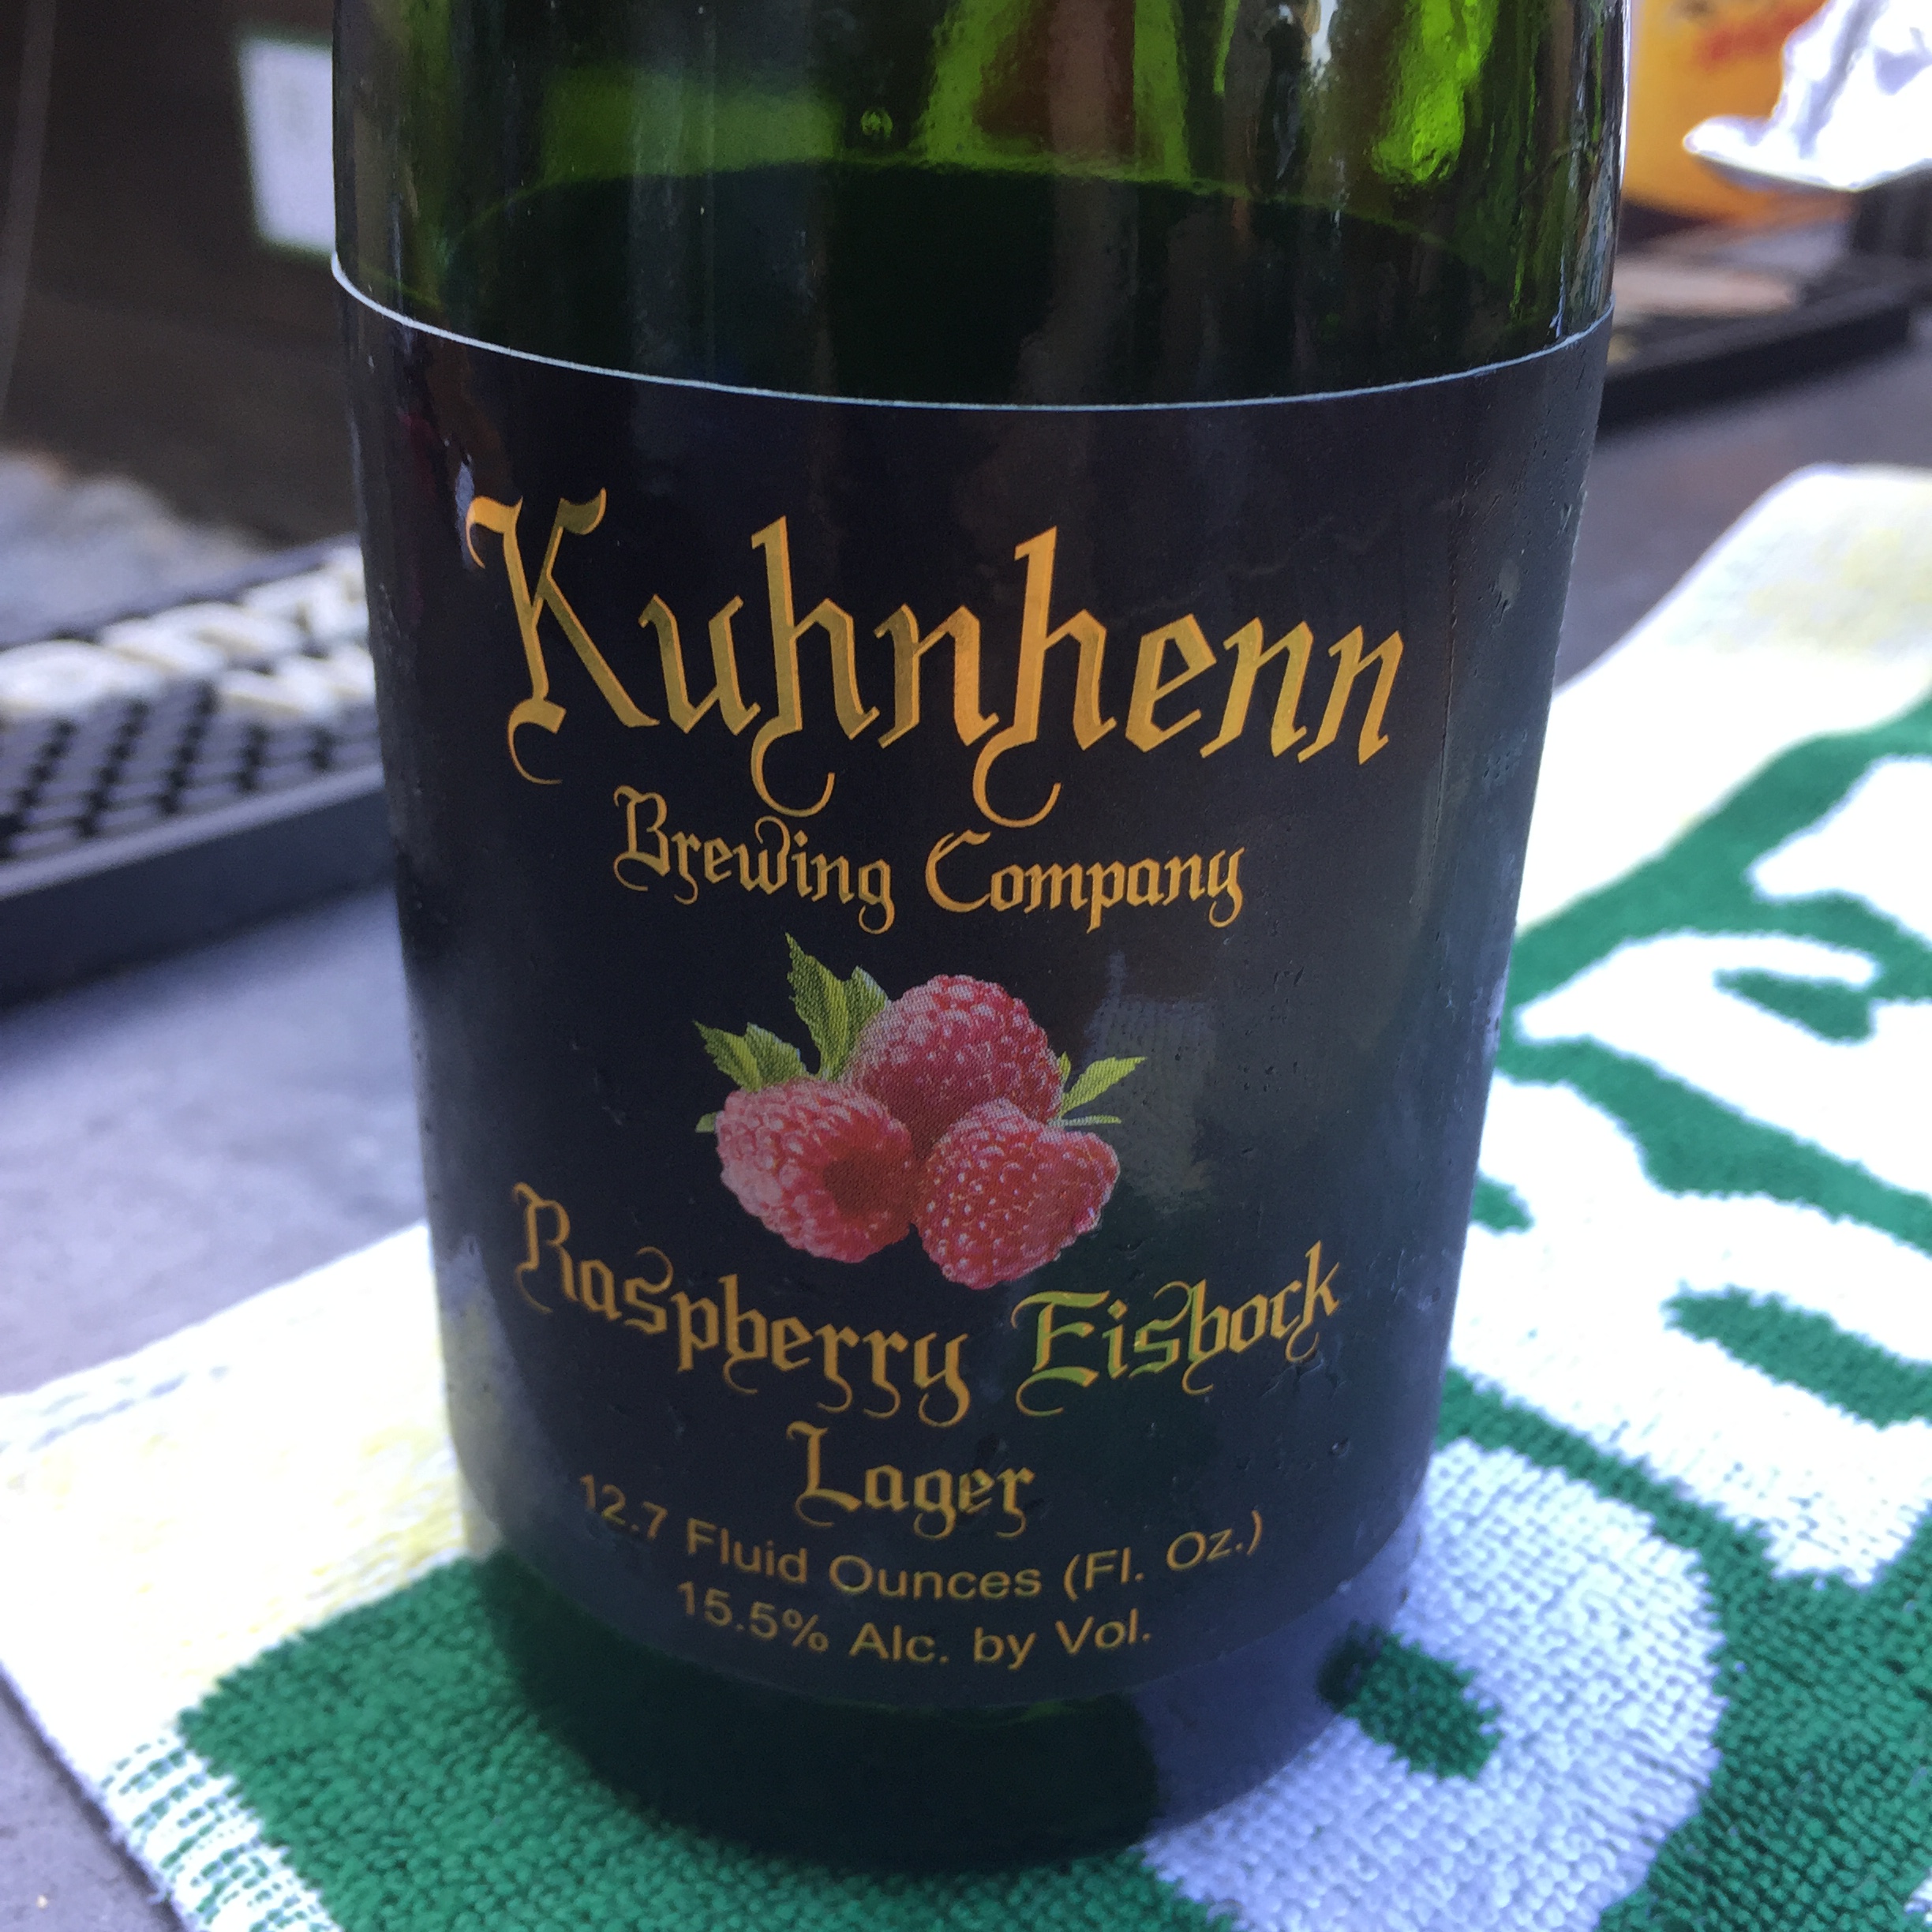 Kuhnhenn
Brewing Company
Raspberry Eisbock
Lager
12.7 Fluid Ounces (Fl. Oz.)
15.5% Alc. by Vol.